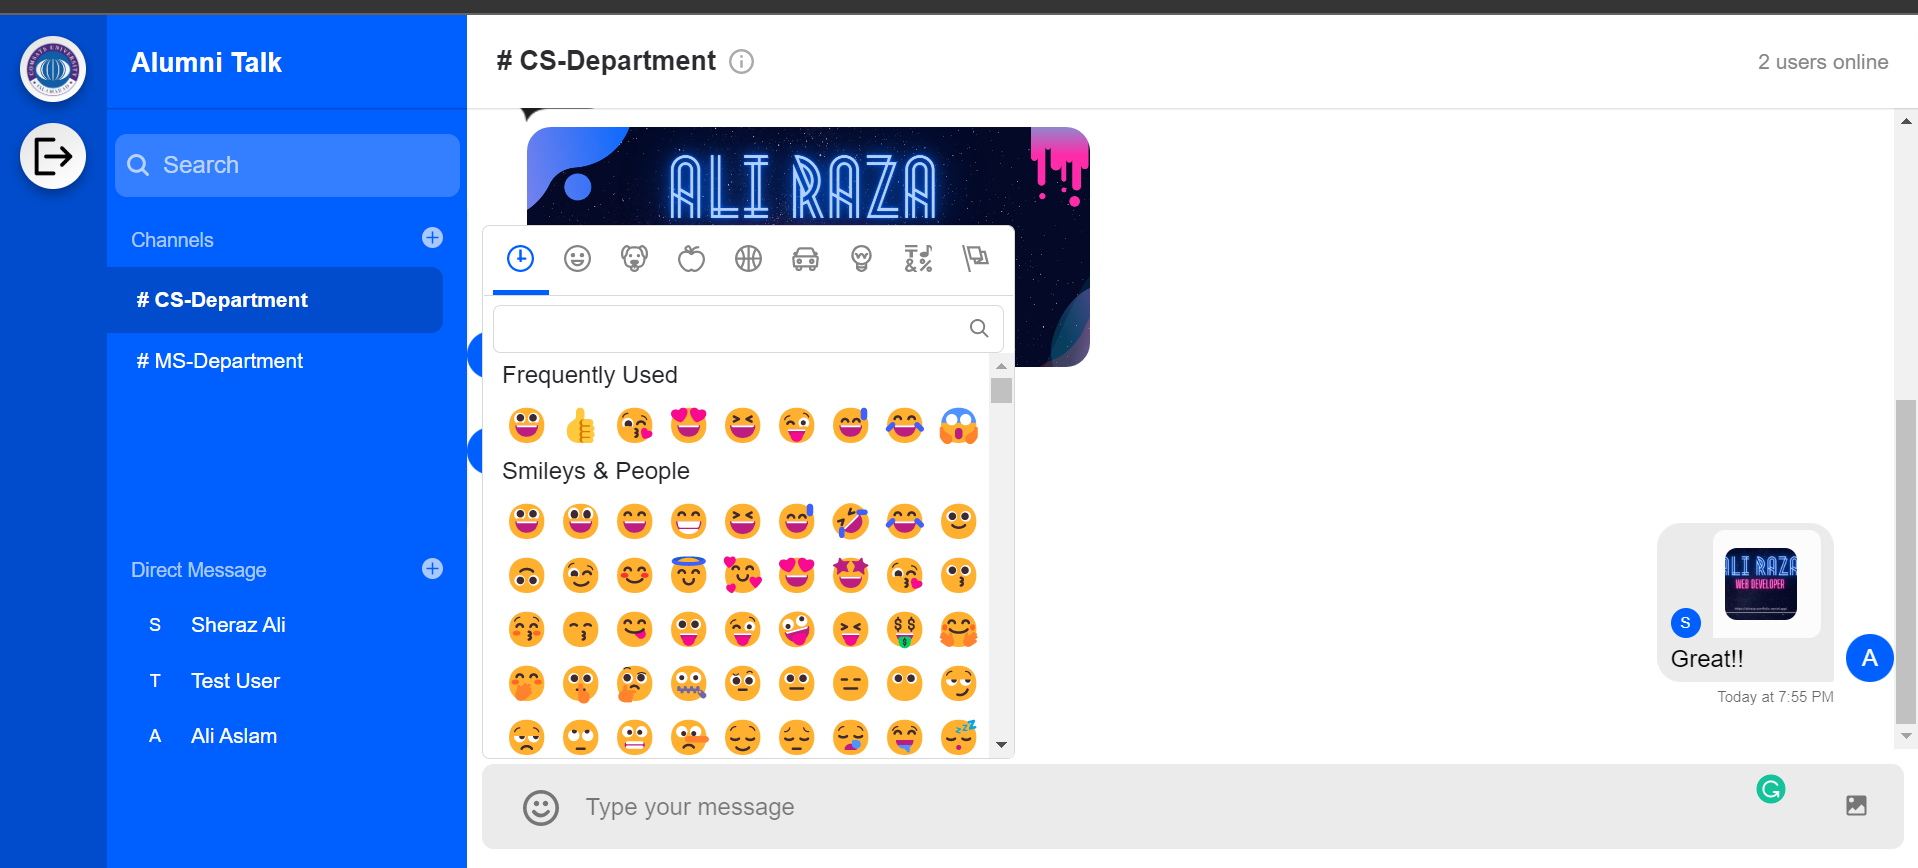 Alumni Talk
Search
Channels
# CS-Department
# MS-Department
Direct Message
S Sheraz Ali
T Test User
A Ali Aslam
# CS-Department
2 users online
ALI RAZA
Frequently Used
Smileys & People
ALI RAZA
WEB DEVELOPER
S
Great!!
A
Today at 7:55 PM
Type your message